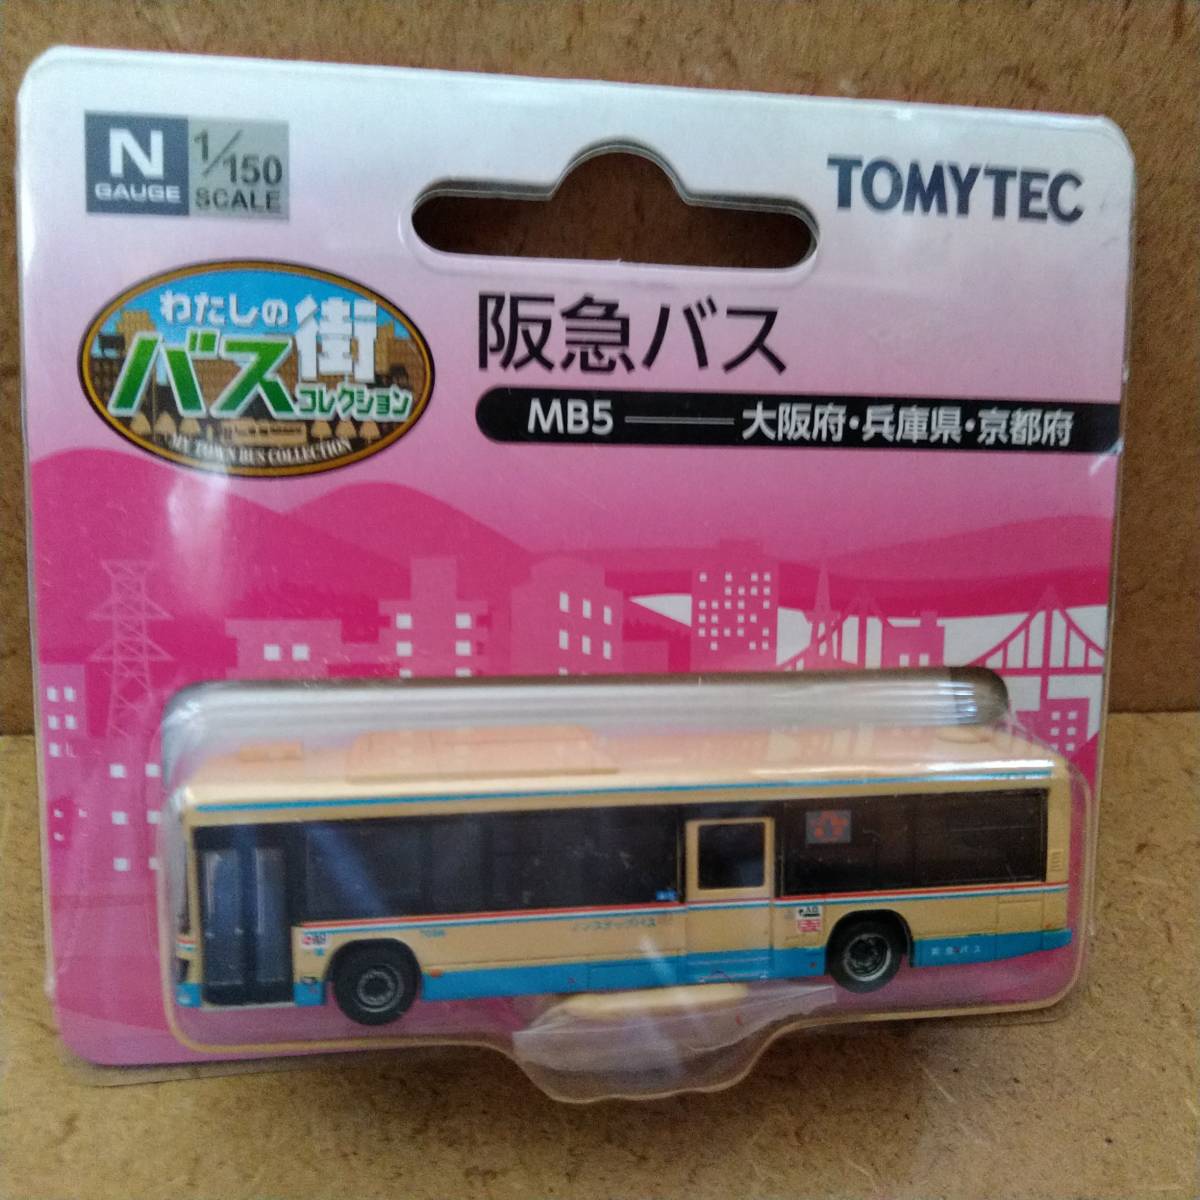 N
GAUGE
1/150
SCALE
TOMYTEC
わたしの街
バス
コレクション
MY TOWN BUS COLLECTION
阪急バス
MB5 ── 大阪府・兵庫県・京都府
ノンステップバス
阪急バス